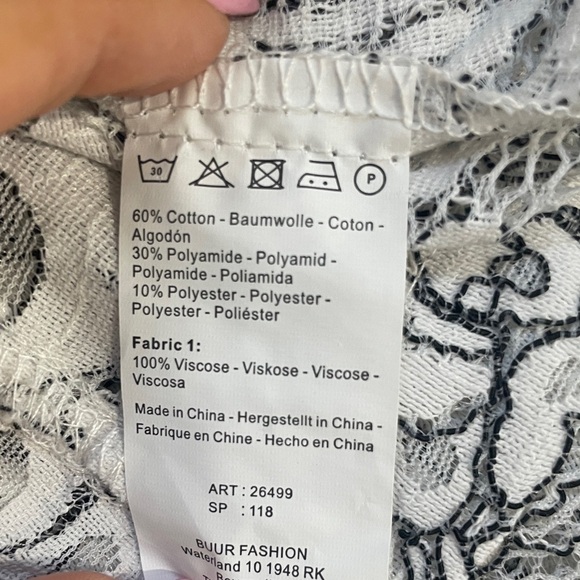 30 P
60% Cotton - Baumwolle - Coton -
Algodón
30% Polyamide - Polyamid -
Polyamide - Poliamida
10% Polyester - Polyester -
Polyester - Poliéster
Fabric 1:
100% Viscose - Viskose - Viscose -
Viscosa
Made in China - Hergestellt in China -
Fabrique en Chine - Hecho en China
ART : 26499
SP : 118
BUUR FASHION
Waterland 10 1948 RK